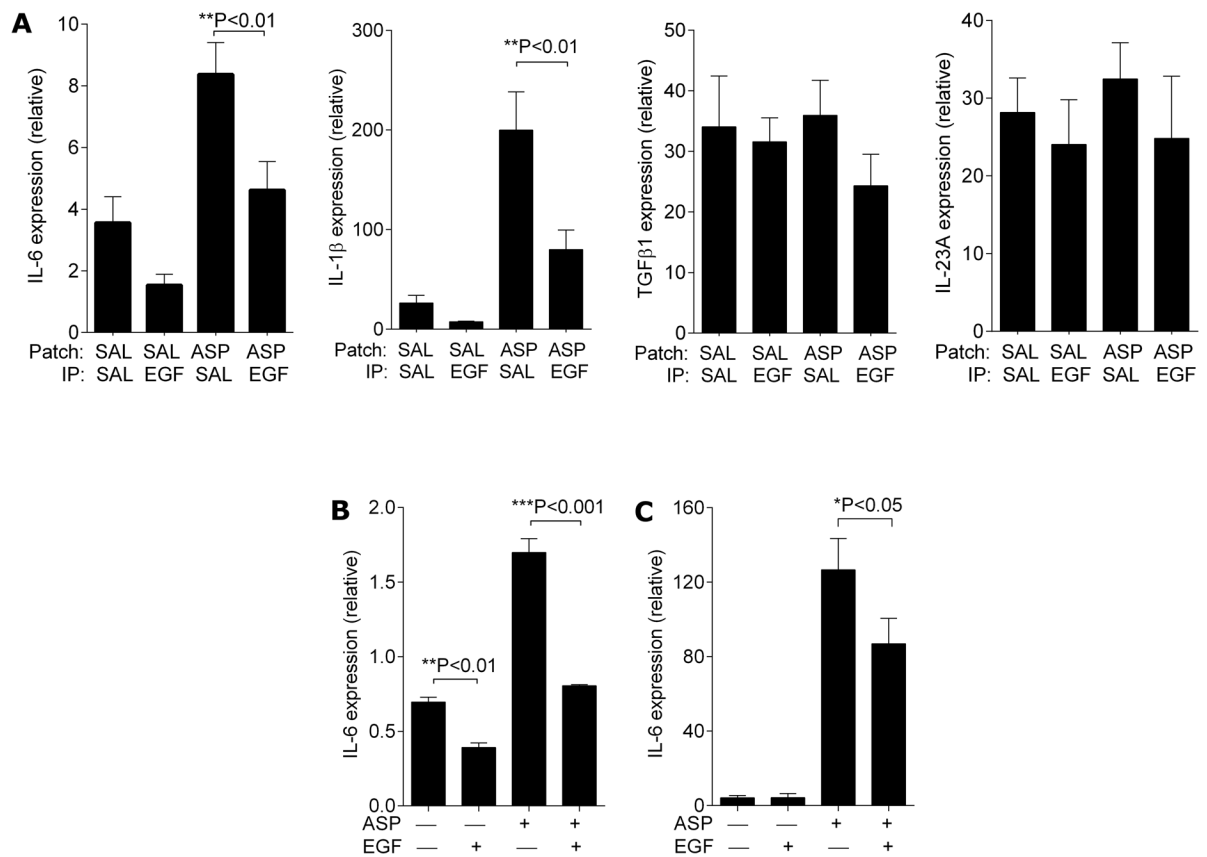 A
IL-6 expression (relative)
10
8
6
4
2
0
**P<0.01
Patch: SAL SAL ASP ASP
IP: SAL EGF SAL EGF
IL-1β expression (relative)
300
200
100
0
**P<0.01
Patch: SAL SAL ASP ASP
IP: SAL EGF SAL EGF
TGFβ1 expression (relative)
50
40
30
20
10
0
Patch: SAL SAL ASP ASP
IP: SAL EGF SAL EGF
IL-23A expression (relative)
40
30
20
10
0
Patch: SAL SAL ASP ASP
IP: SAL EGF SAL EGF
B
IL-6 expression (relative)
2.0
1.5
1.0
0.5
0.0
***P<0.001
**P<0.01
ASP — — + +
EGF — + — +
C
IL-6 expression (relative)
160
120
80
40
0
*P<0.05
ASP — — + +
EGF — + — +